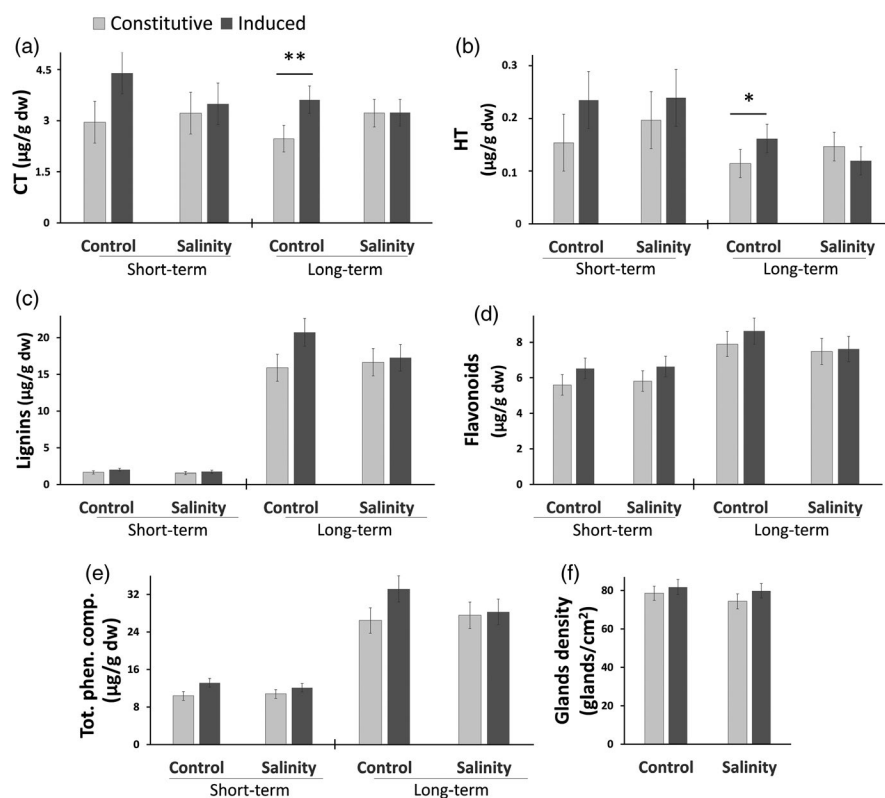 Constitutive Induced
(a)
CT (µg/g dw)
4.5
3
1.5
0
**
Control Salinity Control Salinity
Short-term Long-term
(b)
HT
(µg/g dw)
0.3
0.2
0.1
0
*
Control Salinity Control Salinity
Short-term Long-term
(c)
Lignins (µg/g dw)
20
15
10
5
0
Control Salinity Control Salinity
Short-term Long-term
(d)
Flavonoids
(µg/g dw)
8
6
4
2
0
Control Salinity Control Salinity
Short-term Long-term
(e)
Tot. phen. comp.
(µg/g dw)
32
24
16
8
0
Control Salinity Control Salinity
Short-term Long-term
(f)
Glands density
(glands/cm²)
80
60
40
20
0
Control Salinity